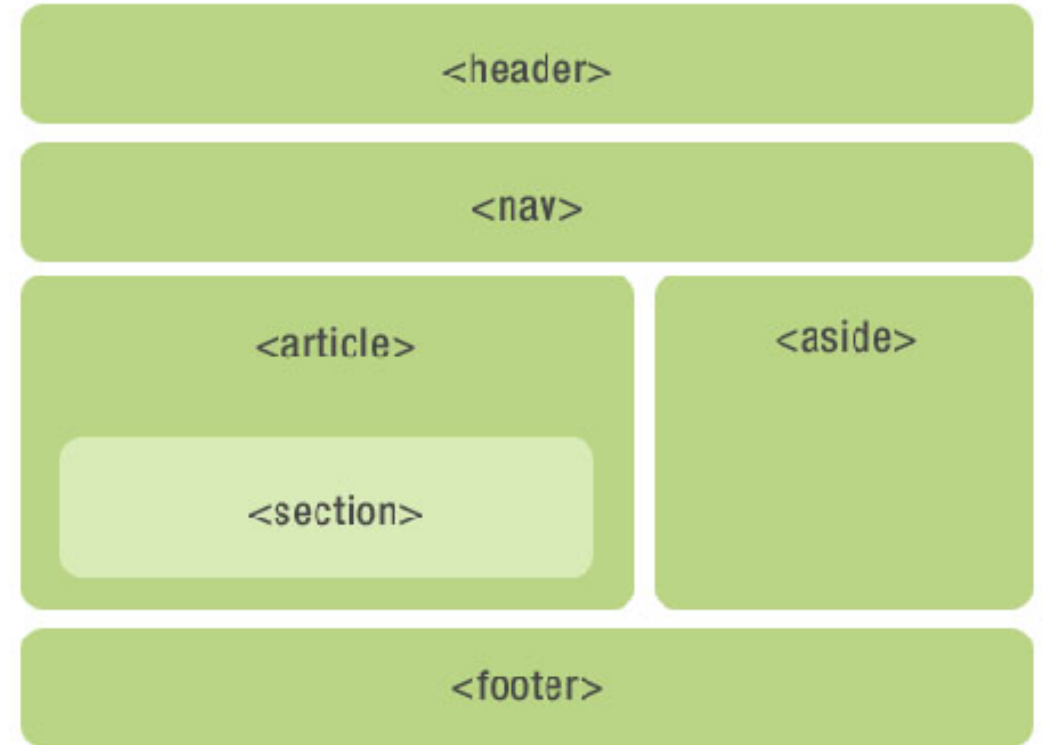 <header>
<nav>
<article>
<aside>
<section>
<footer>